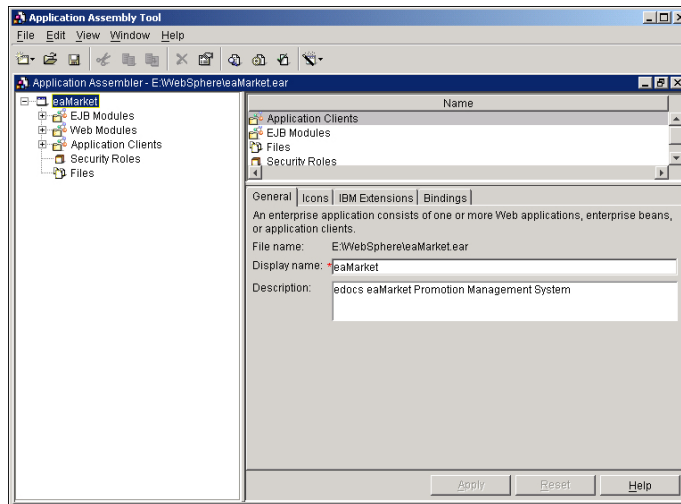 Application Assembly Tool
File Edit View Window Help
Application Assembler - E:\WebSphere\eaMarket.ear
eaMarket
EJB Modules
Web Modules
Application Clients
Security Roles
Files
Name
Application Clients
EJB Modules
Files
Security Roles
General Icons IBM Extensions Bindings
An enterprise application consists of one or more Web applications, enterprise beans,
or application clients.
File name: E:\WebSphere\eaMarket.ear
Display name: *eaMarket
Description: edocs eaMarket Promotion Management System
Apply Reset Help